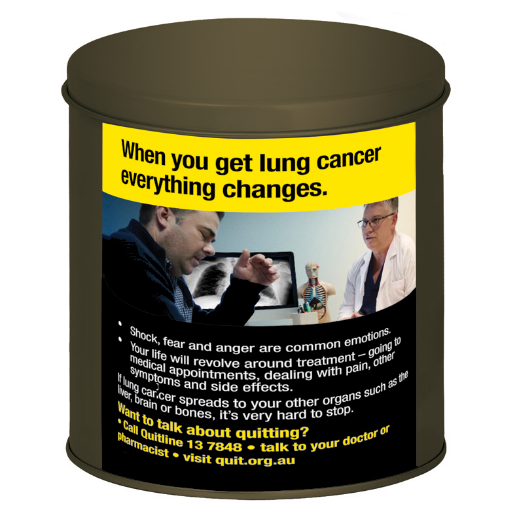 When you get lung cancer
everything changes.
• Shock, fear and anger are common emotions.
• Your life will revolve around treatment – going to
medical appointments, dealing with pain, other
symptoms and side effects.
If lung cancer spreads to your other organs such as the
liver, brain or bones, it's very hard to stop.
Want to talk about quitting?
• Call Quitline 13 7848 • talk to your doctor or
pharmacist • visit quit.org.au